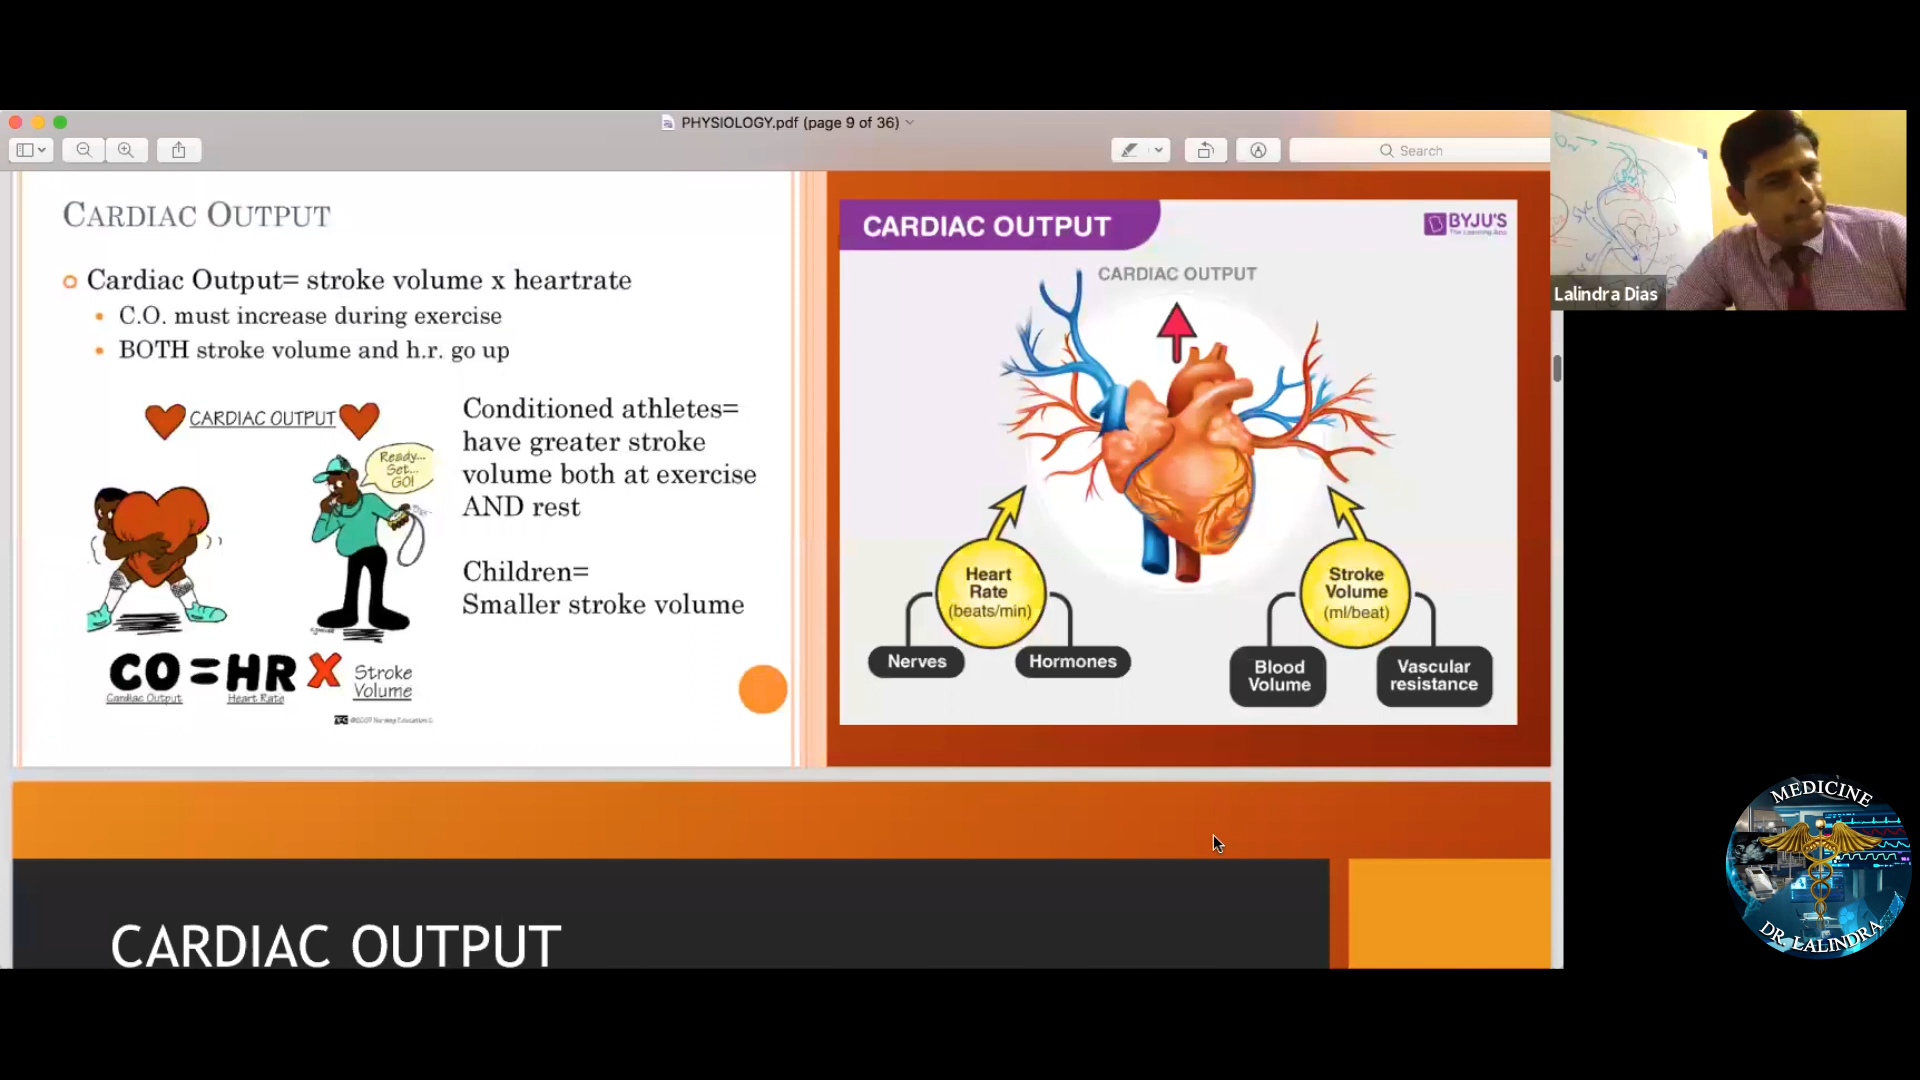 PHYSIOLOGY.pdf (page 9 of 36)
Search
CARDIAC OUTPUT
Cardiac Output= stroke volume x heartrate
C.O. must increase during exercise
BOTH stroke volume and h.r. go up
CARDIAC OUTPUT
Ready...
Set...
GO!
Conditioned athletes=
have greater stroke
volume both at exercise
AND rest
Children=
Smaller stroke volume
CO=HR X Stroke
Volume
Cardiac Output
Heart Rate
©2007 Nursing Education
CARDIAC OUTPUT
BYJU'S
The Learning App
CARDIAC OUTPUT
Heart
Rate
(beats/min)
Nerves
Hormones
Stroke
Volume
(ml/beat)
Blood
Volume
Vascular
resistance
Lalindra Dias
CARDIAC OUTPUT
MEDICINE
DR. LALINDRA